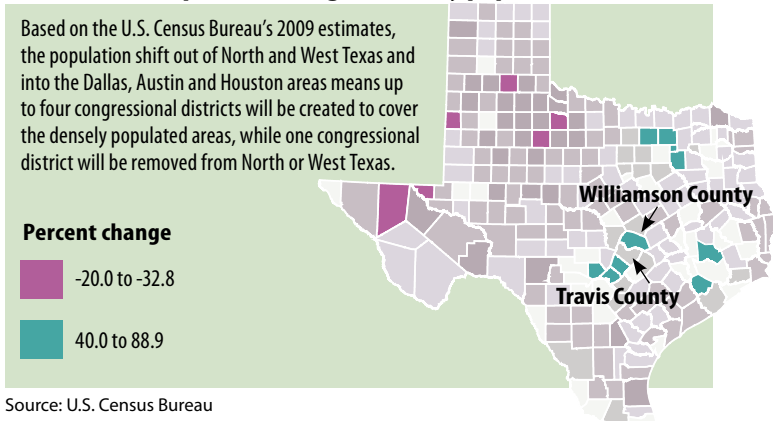 Based on the U.S. Census Bureau’s 2009 estimates,
the population shift out of North and West Texas and
into the Dallas, Austin and Houston areas means up
to four congressional districts will be created to cover
the densely populated areas, while one congressional
district will be removed from North or West Texas.
Williamson County
Percent change
-20.0 to -32.8
Travis County
40.0 to 88.9
Source: U.S. Census Bureau